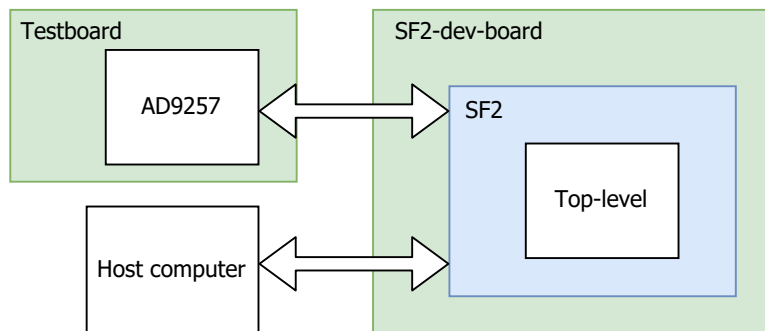 Testboard
SF2-dev-board
AD9257
SF2
Top-level
Host computer